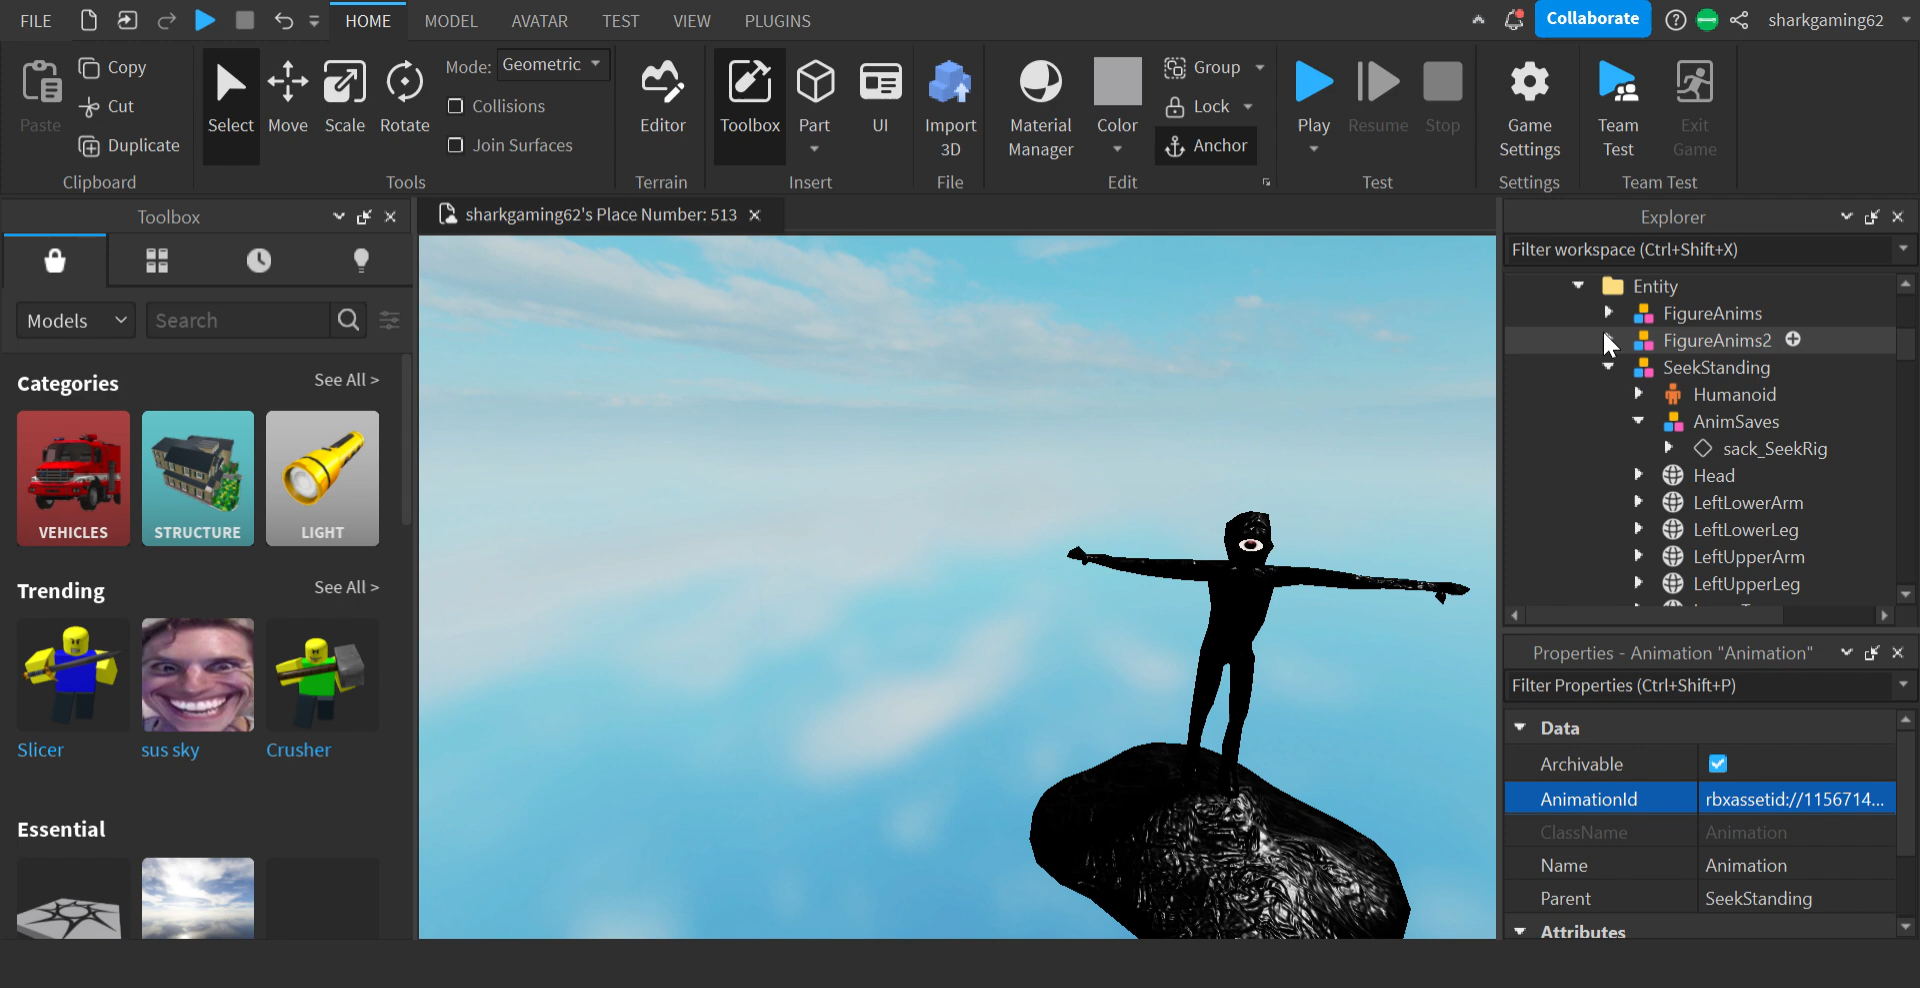 FILE
HOME
MODEL
AVATAR
TEST
VIEW
PLUGINS
Collaborate
sharkgaming62
Paste
Copy
Cut
Duplicate
Clipboard
Select
Move
Scale
Rotate
Mode:
Geometric
Collisions
Join Surfaces
Tools
Editor
Terrain
Toolbox
Part
UI
Insert
Import
3D
File
Material
Manager
Color
Group
Lock
Anchor
Edit
Play
Resume
Stop
Test
Game
Settings
Settings
Team
Test
Exit
Game
Team Test
Toolbox
Models
Search
Categories
See All >
VEHICLES
STRUCTURE
LIGHT
Trending
See All >
Slicer
sus sky
Crusher
Essential
sharkgaming62's Place Number: 513
Explorer
Filter workspace (Ctrl+Shift+X)
Entity
FigureAnims
FigureAnims2
SeekStanding
Humanoid
AnimSaves
sack_SeekRig
Head
LeftLowerArm
LeftLowerLeg
LeftUpperArm
LeftUpperLeg
Properties - Animation "Animation"
Filter Properties (Ctrl+Shift+P)
Data
Archivable
AnimationId rbxassetid://1156714...
ClassName Animation
Name Animation
Parent SeekStanding
Attributes